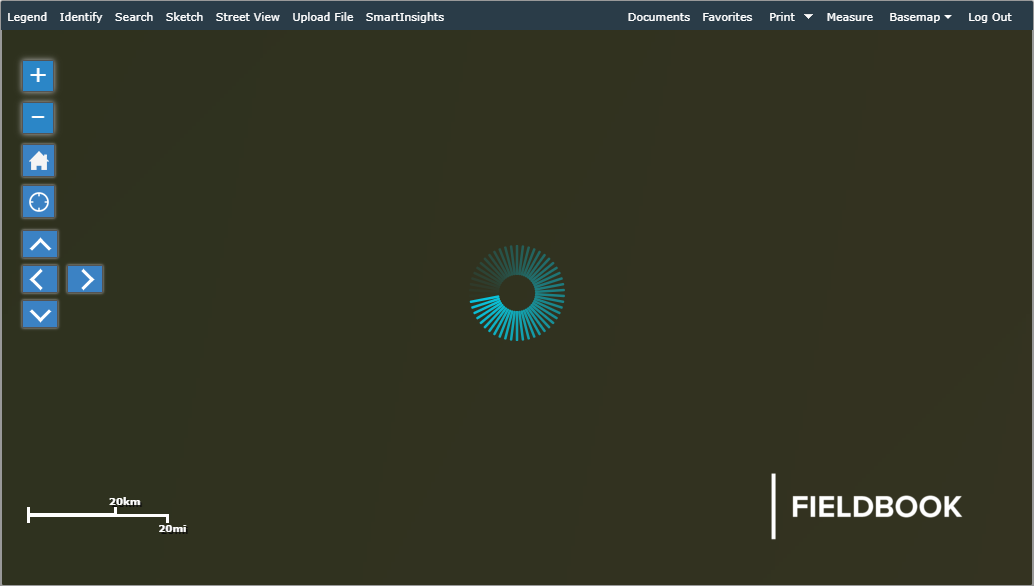 Legend Identify Search Sketch Street View Upload File SmartInsights Documents Favorites Print Measure Basemap Log Out
20km
20mi
FIELDBOOK